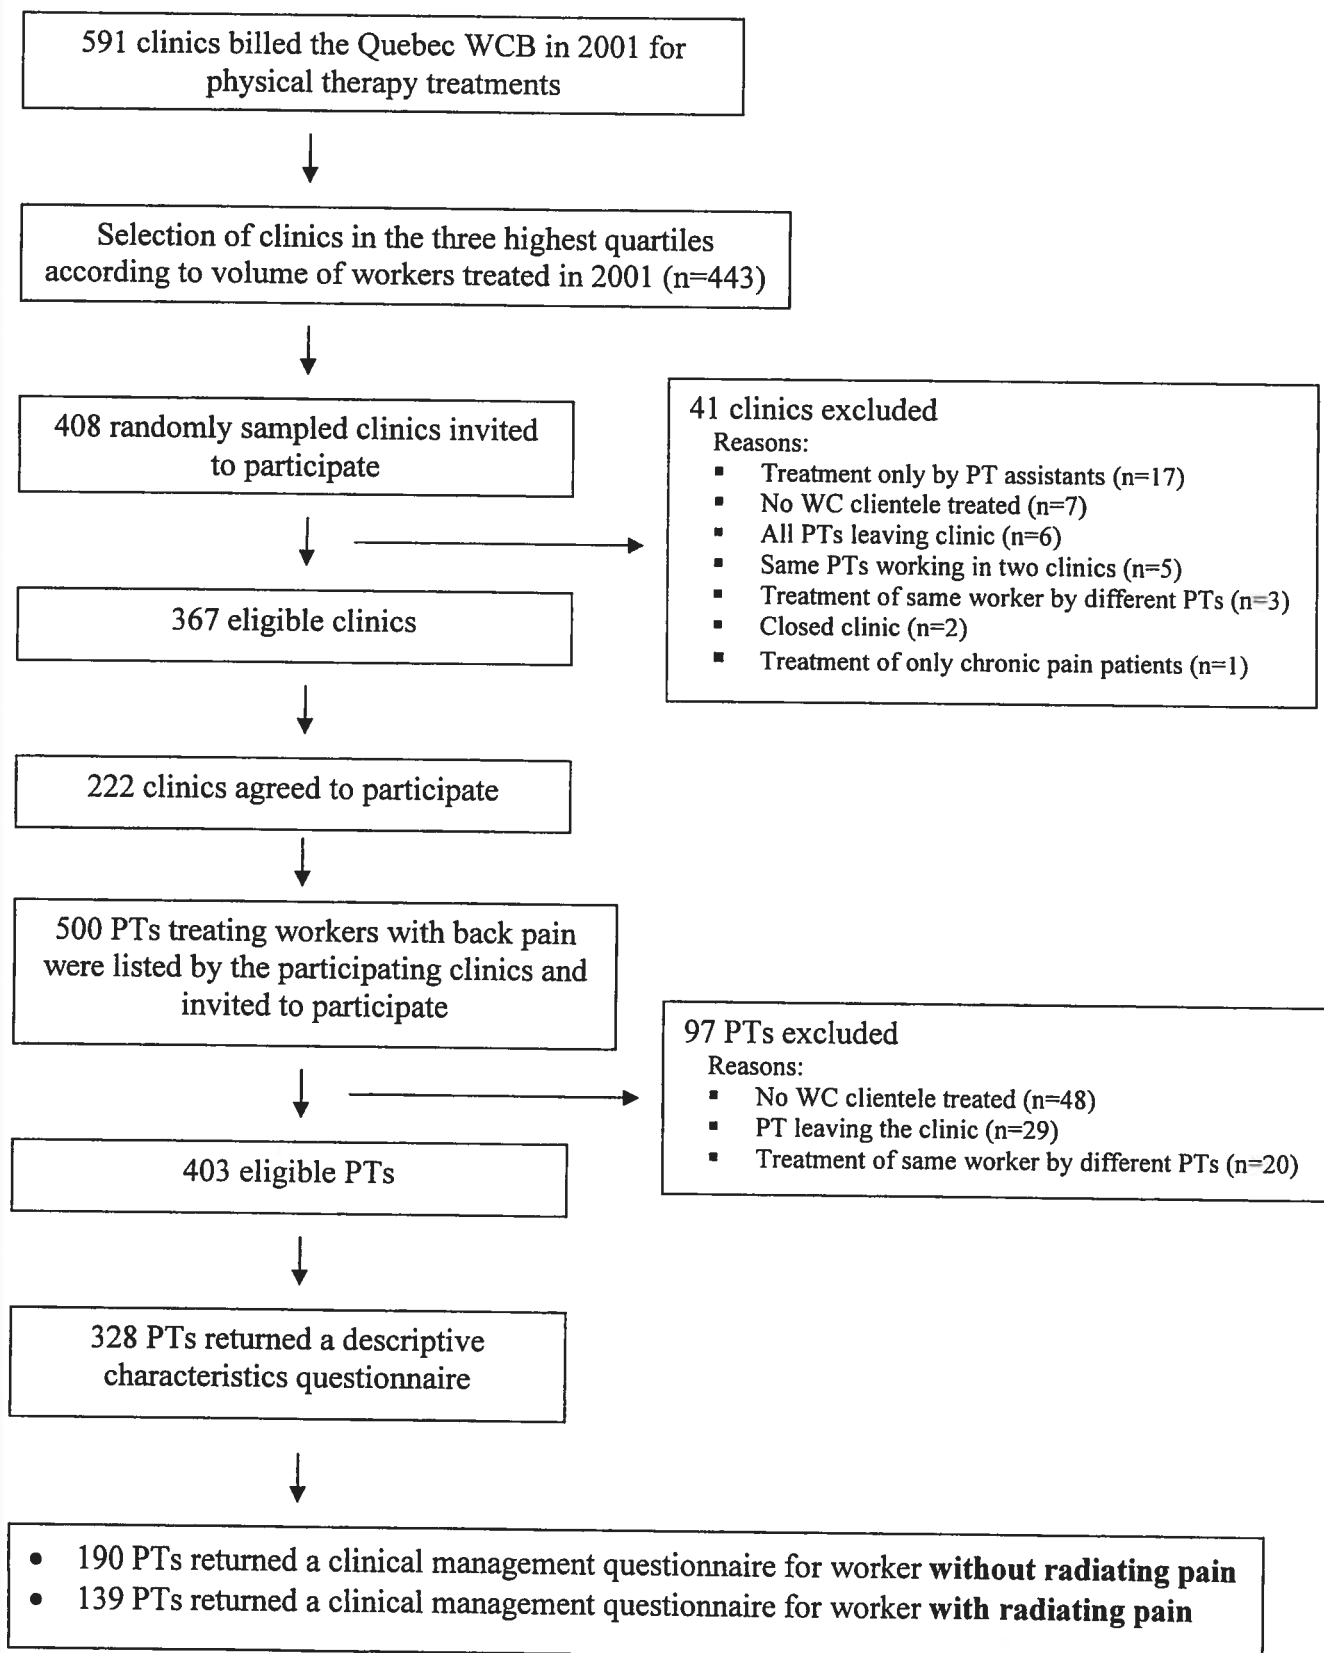 591 clinics billed the Quebec WCB in 2001 for
physical therapy treatments
Selection of clinics in the three highest quartiles
according to volume of workers treated in 2001 (n=443)
408 randomly sampled clinics invited
to participate
41 clinics excluded
Reasons:
▪ Treatment only by PT assistants (n=17)
▪ No WC clientele treated (n=7)
▪ All PTs leaving clinic (n=6)
▪ Same PTs working in two clinics (n=5)
▪ Treatment of same worker by different PTs (n=3)
▪ Closed clinic (n=2)
▪ Treatment of only chronic pain patients (n=1)
367 eligible clinics
222 clinics agreed to participate
500 PTs treating workers with back pain
were listed by the participating clinics and
invited to participate
97 PTs excluded
Reasons:
▪ No WC clientele treated (n=48)
▪ PT leaving the clinic (n=29)
▪ Treatment of same worker by different PTs (n=20)
403 eligible PTs
328 PTs returned a descriptive
characteristics questionnaire
• 190 PTs returned a clinical management questionnaire for worker without radiating pain
• 139 PTs returned a clinical management questionnaire for worker with radiating pain